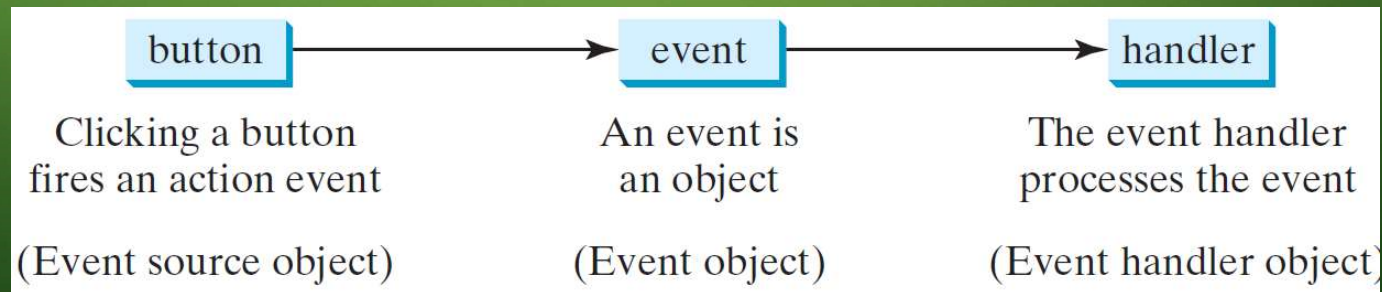 button
event
handler
Clicking a button
fires an action event
An event is
an object
The event handler
processes the event
(Event source object)
(Event object)
(Event handler object)